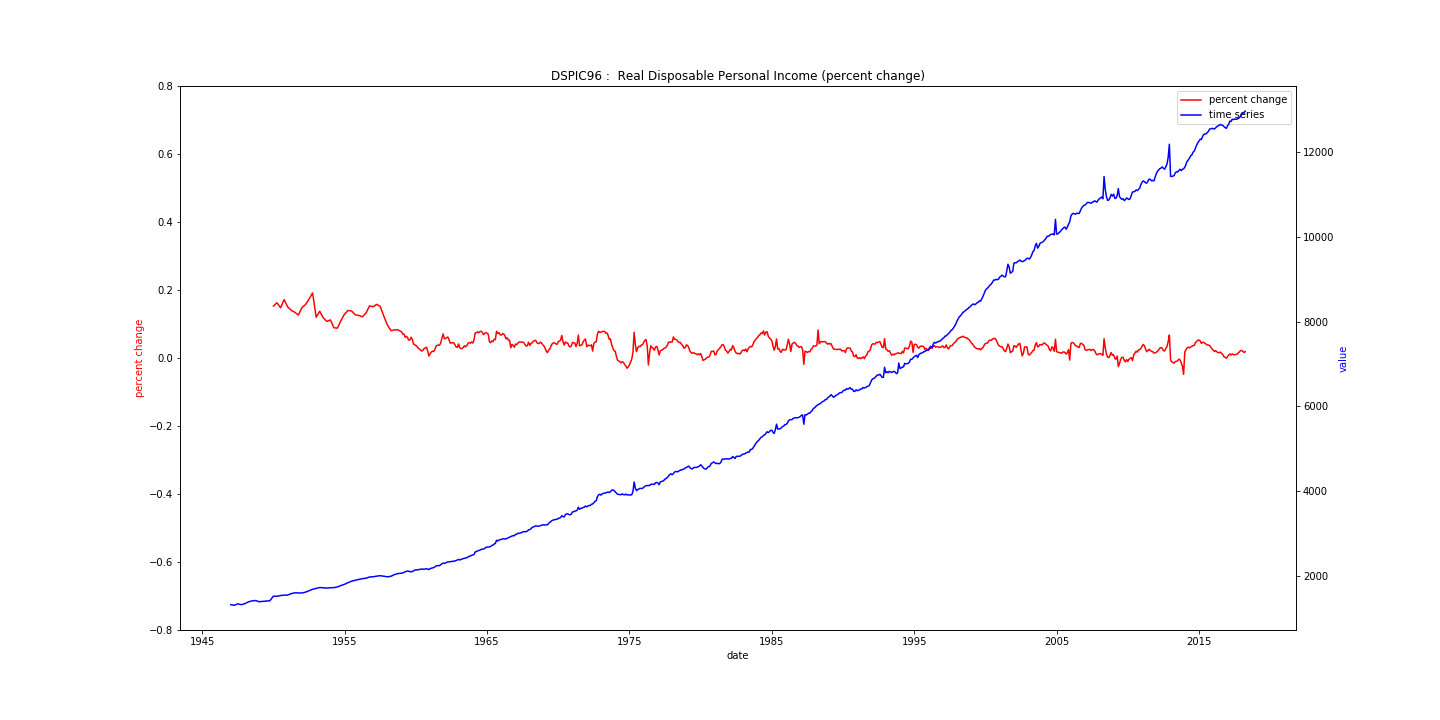 DSPIC96 :  Real Disposable Personal Income (percent change)
percent change
time series
0.8
0.6
0.4
0.2
0.0
−0.2
−0.4
−0.6
−0.8
percent change
12000
10000
8000
6000
4000
2000
value
1945 1955 1965 1975 1985 1995 2005 2015
date